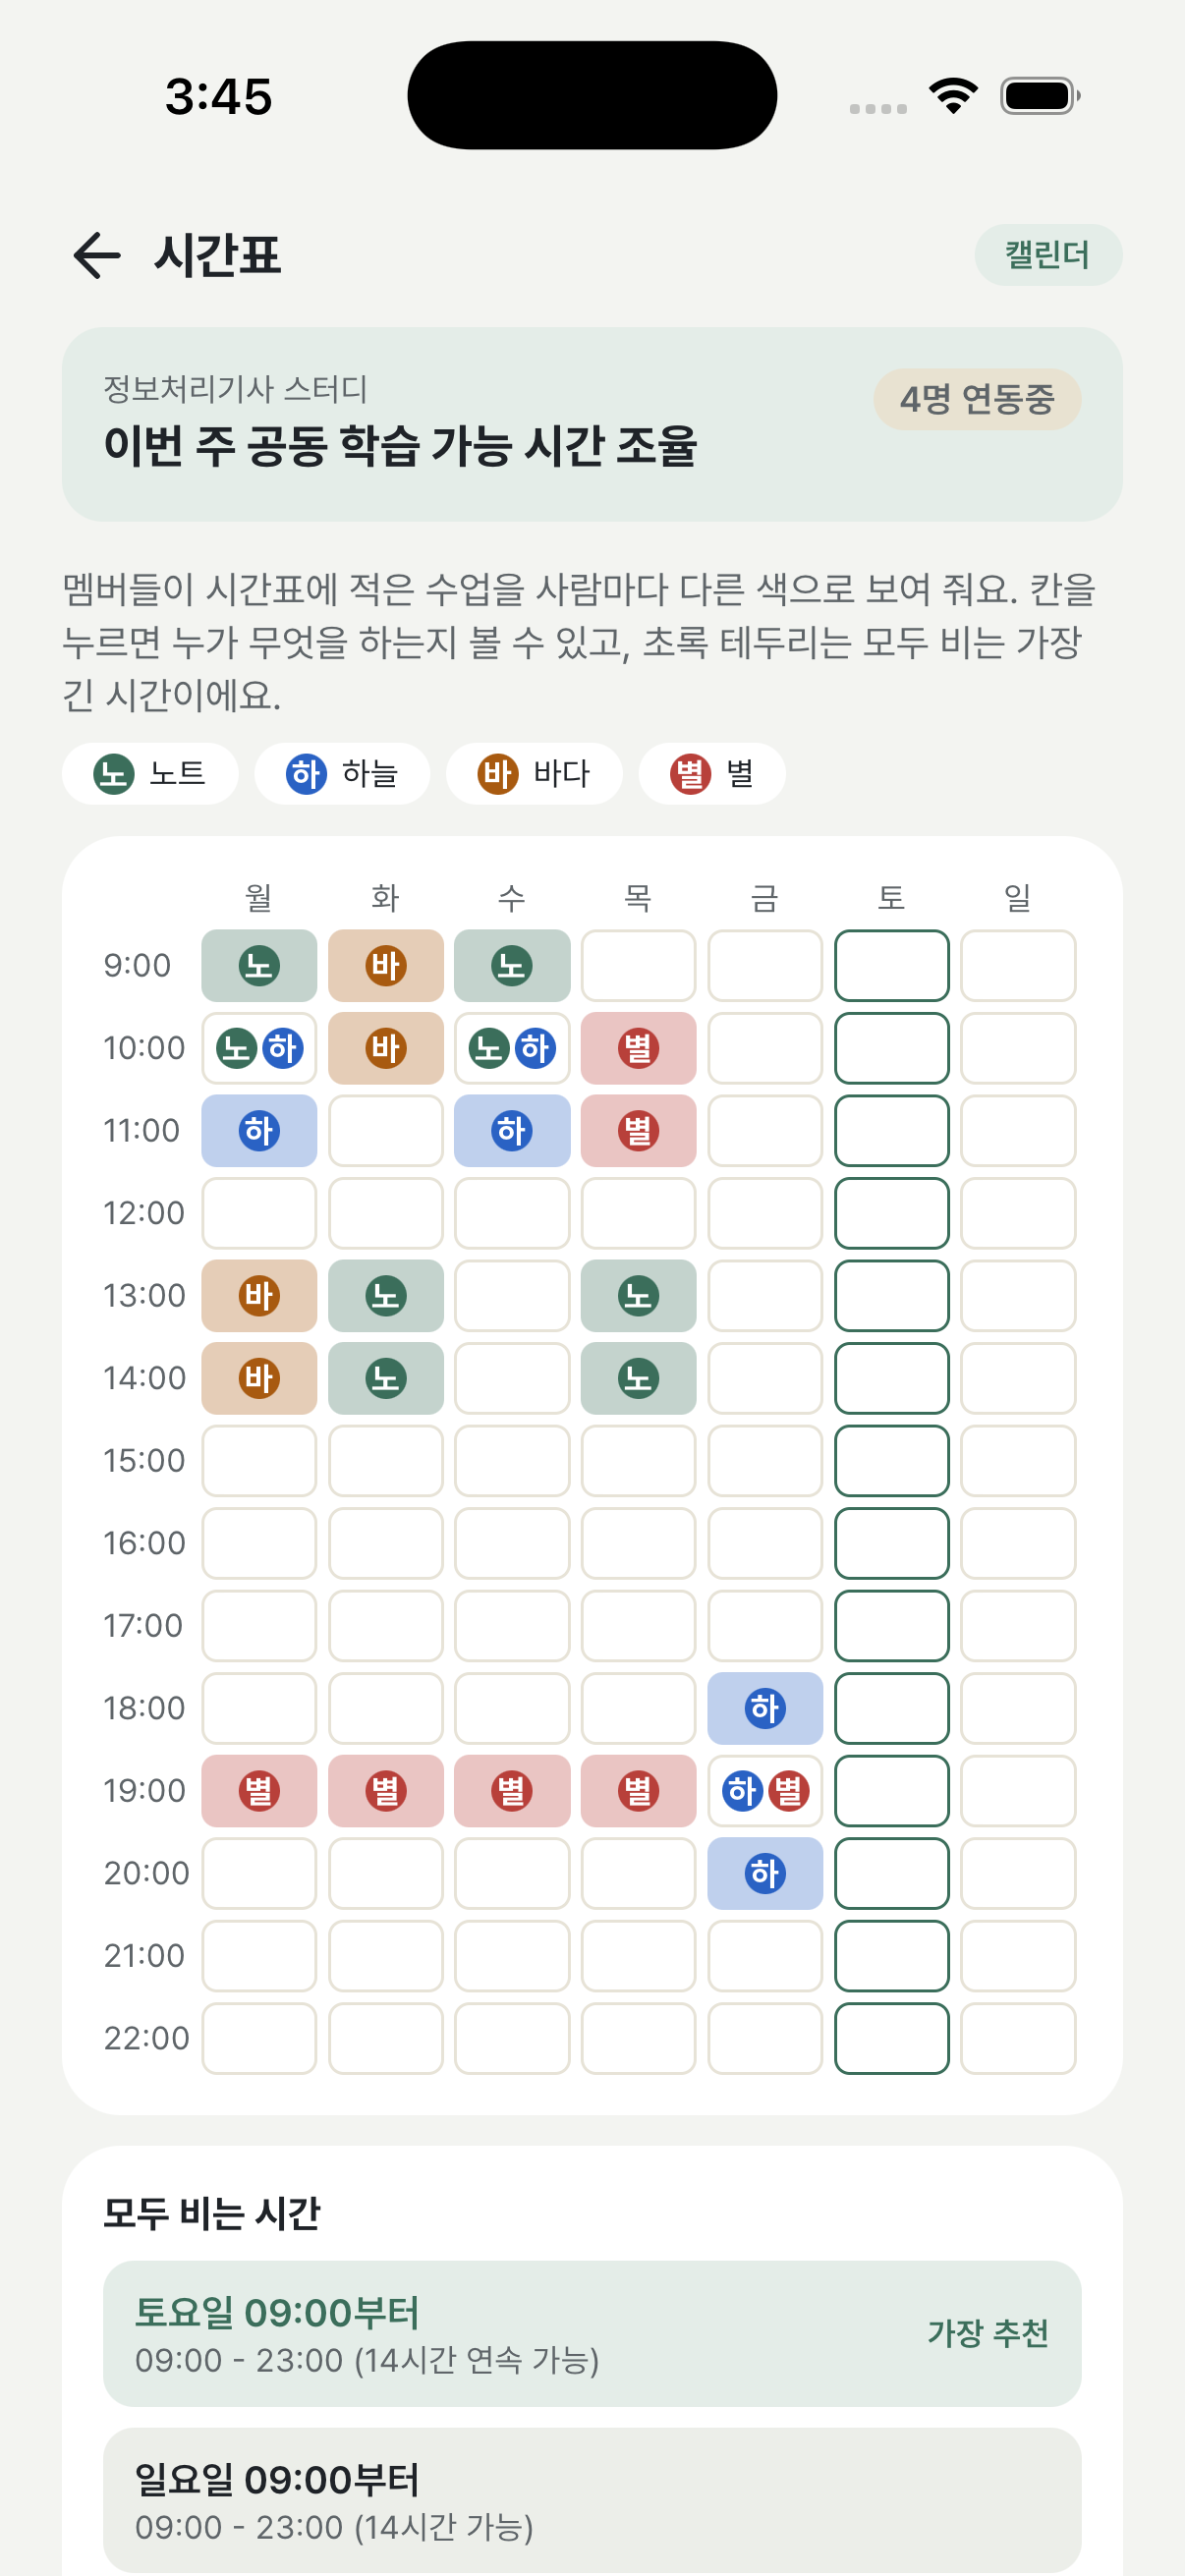 3:45
시간표
캘린더
정보처리기사 스터디
4명 연동중
이번 주 공동 학습 가능 시간 조율
멤버들이 시간표에 적은 수업을 사람마다 다른 색으로 보여 줘요. 칸을
누르면 누가 무엇을 하는지 볼 수 있고, 초록 테두리는 모두 비는 가장
긴 시간이에요.
노 노트 하 하늘 바 바다 별 별
월 화 수 목 금 토 일
9:00 노 바 노
10:00 노 하 바 노 하 별
11:00 하 하 별
12:00
13:00 바 노 노
14:00 바 노 노
15:00
16:00
17:00
18:00 하
19:00 별 별 별 별 하 별
20:00 하
21:00
22:00
모두 비는 시간
토요일 09:00부터
가장 추천
09:00 - 23:00 (14시간 연속 가능)
일요일 09:00부터
09:00 - 23:00 (14시간 가능)